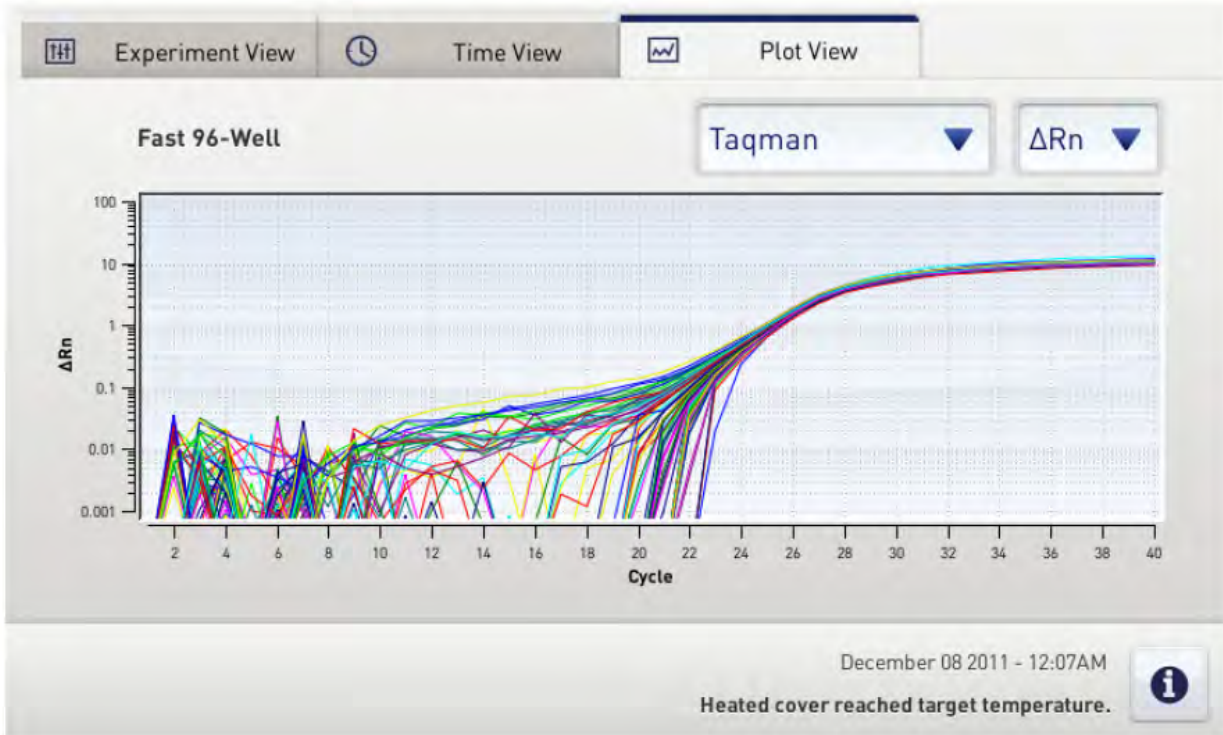 Experiment View
Time View
Plot View
Fast 96-Well
Taqman
ΔRn
100
10
1
0.1
0.01
0.001
ΔRn
2 4 6 8 10 12 14 16 18 20 22 24 26 28 30 32 34 36 38 40
Cycle
December 08 2011 - 12:07AM
Heated cover reached target temperature.